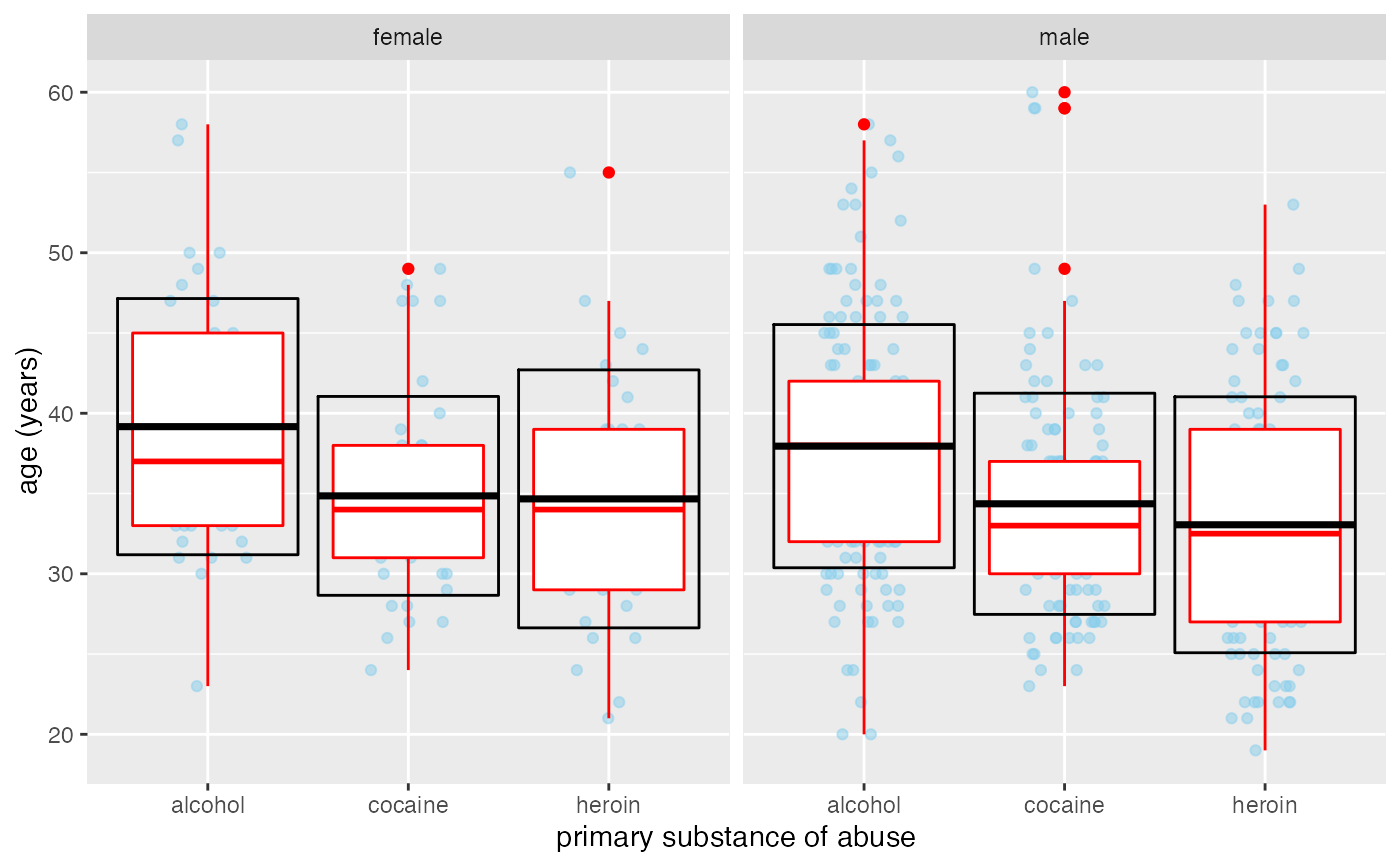 female
male
60
50
40
30
20
age (years)
alcohol
cocaine
heroin
alcohol
cocaine
heroin
primary substance of abuse